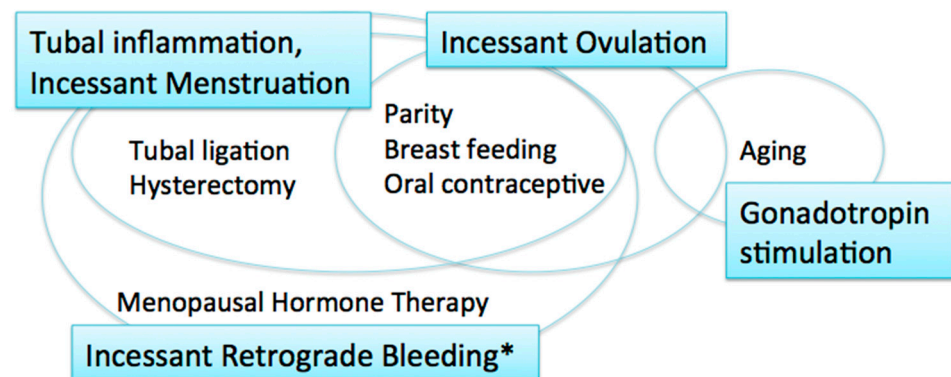 Tubal inflammation,
Incessant Menstruation
Incessant Ovulation
Tubal ligation
Hysterectomy
Parity
Breast feeding
Oral contraceptive
Aging
Gonadotropin
stimulation
Menopausal Hormone Therapy
Incessant Retrograde Bleeding*